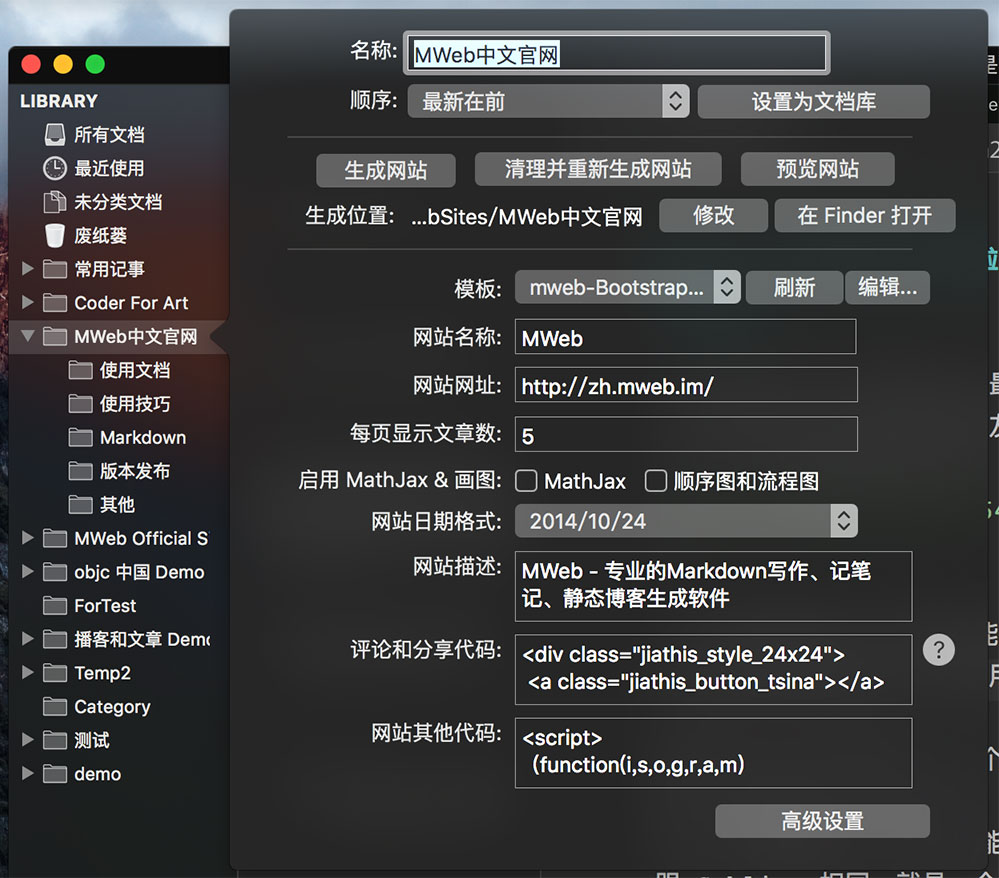 LIBRARY
所有文档
最近使用
未分类文档
废纸篓
常用记事
Coder For Art
MWeb中文官网
使用文档
使用技巧
Markdown
版本发布
其他
MWeb Official S
objc 中国 Demo
ForTest
播客和文章 Demo
Temp2
Category
测试
demo
名称: MWeb中文官网
顺序: 最新在前 设置为文档库
生成网站 清理并重新生成网站 预览网站
生成位置: ...bSites/MWeb中文官网 修改 在 Finder 打开
模板: mweb-Bootstrap... 刷新 编辑...
网站名称: MWeb
网站网址: http://zh.mweb.im/
每页显示文章数: 5
启用 MathJax & 画图: MathJax 顺序图和流程图
网站日期格式: 2014/10/24
网站描述: MWeb - 专业的Markdown写作、记笔
记、静态博客生成软件
评论和分享代码: <div class="jiathis_style_24x24">
<a class="jiathis_button_tsina"></a>
?
网站其他代码: <script>
(function(i,s,o,g,r,a,m)
高级设置